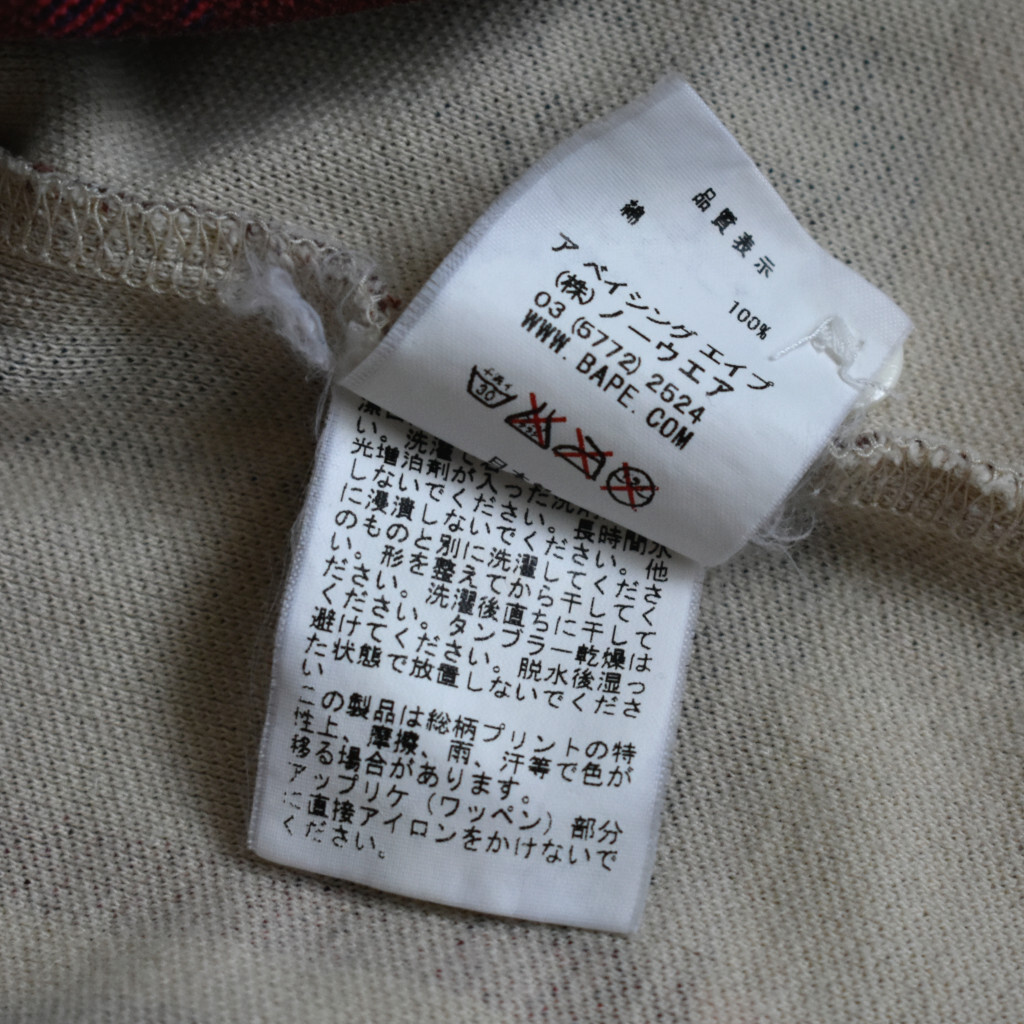 品質表示
綿 100%
ア ベイシング エイプ
(株)ノーウエア
03 (5772) 2524
WWW. BAPE. COM
30
い。洗濯
光増泊剤が入った洗
しないでください。長時間水
に浸漬しないでください。他
のものと別に洗濯してくださ
い。形を整えてから干してく
ださい。洗濯後直ちに干して
ください。タンブラー乾燥は
避けてください。脱水後湿っ
た状態で放置しないでくださ
い
この製品は総柄プリントの特
性上、摩擦、雨、汗等で色が
移る場合があります。
アップリケ（ワッペン）部分
に直接アイロンをかけないで
ください。